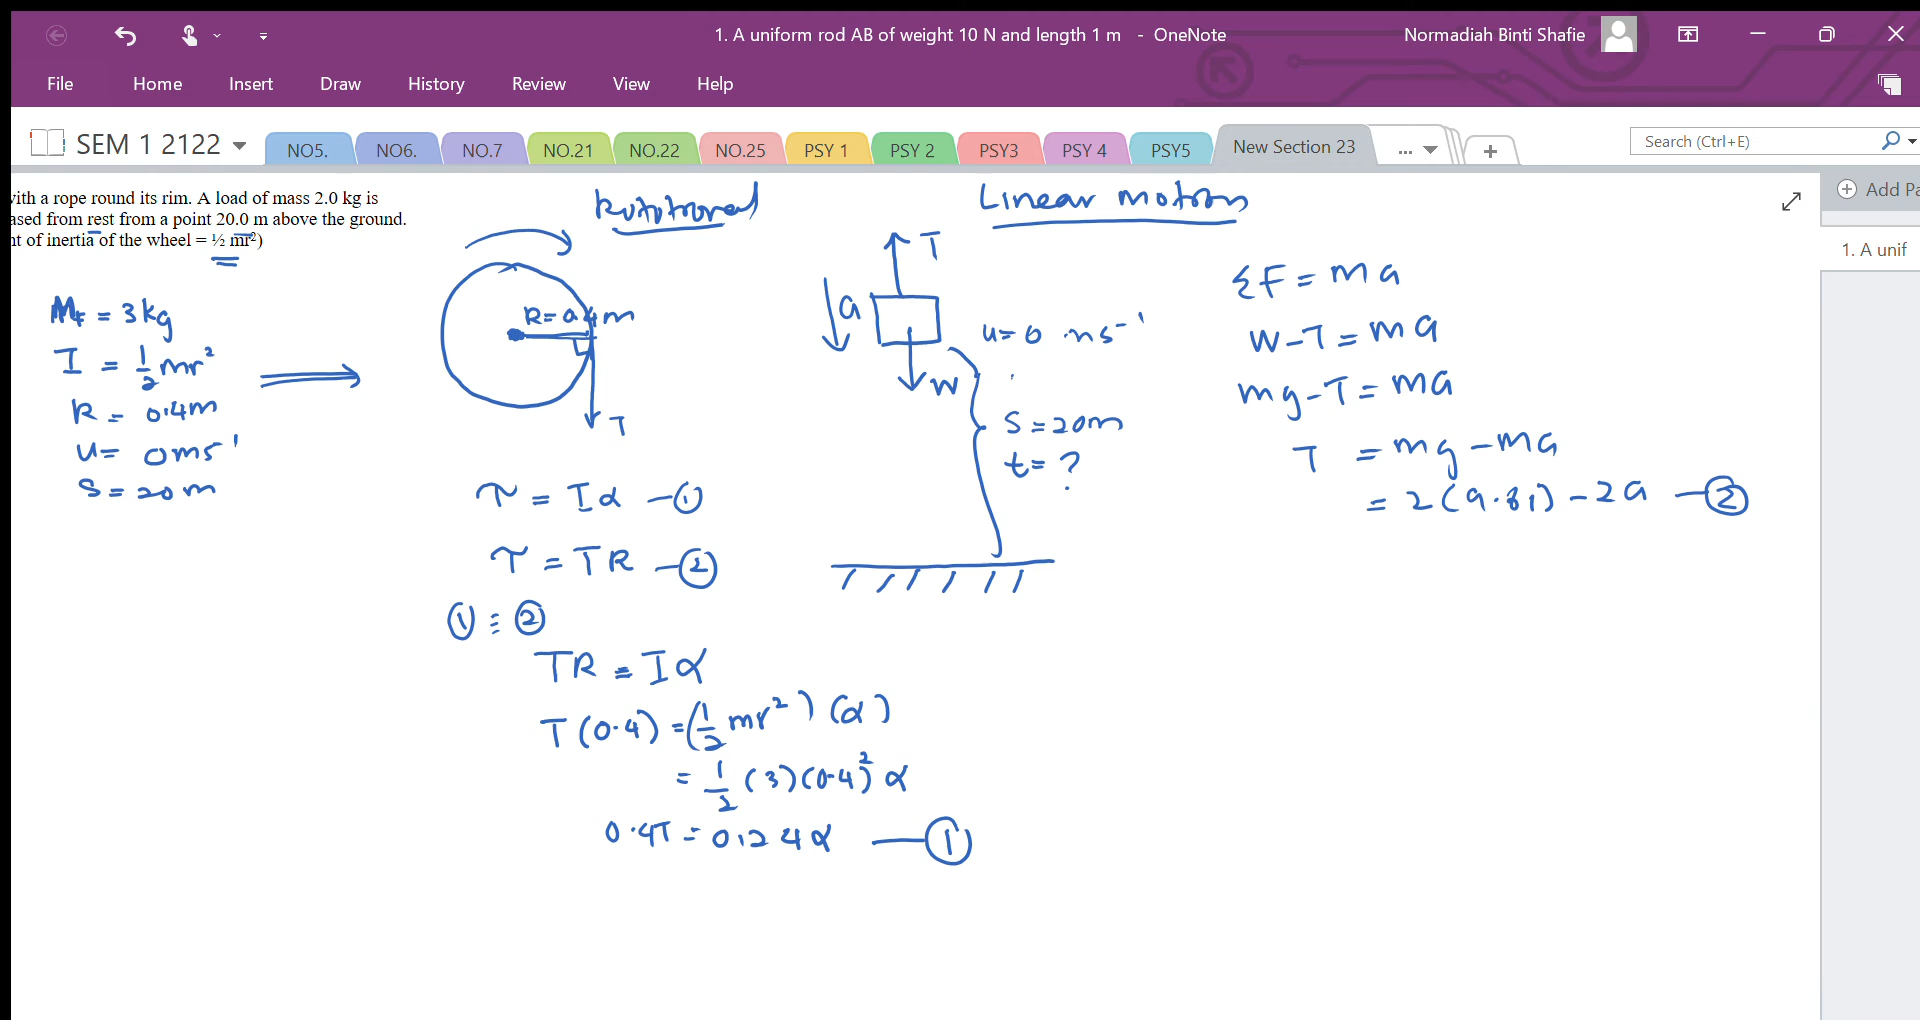 1. A uniform rod AB of weight 10 N and length 1 m - OneNote
Normadiah Binti Shafie
File Home Insert Draw History Review View Help
SEM 1 2122
NO5. NO6. NO.7 NO.21 NO.22 NO.25 PSY 1 PSY 2 PSY3 PSY 4 PSY5 New Section 23 ... +
Search (Ctrl+E)
Add Pa
1. A unif
with a rope round its rim. A load of mass 2.0 kg is
ased from rest from a point 20.0 m above the ground.
nt of inertia of the wheel = ½ mr²)
= 3kg
I = 1/2 mr²
R = 0.4m
u = 0ms⁻¹
S = 20m
R = 0.4m
T
τ = Iα —①
τ = TR —②
① ≡ ②
TR = Iα
T(0.4) = (1/2 mr²)(α)
= 1/2 (3)(0.4)² α
0.4T = 0.24α —①
Linear motion
T
a
u = 0 ms⁻¹
W
S = 20m
t = ?
ΣF = ma
W - T = ma
mg - T = ma
T = mg - ma
= 2(9.81) - 2a —②